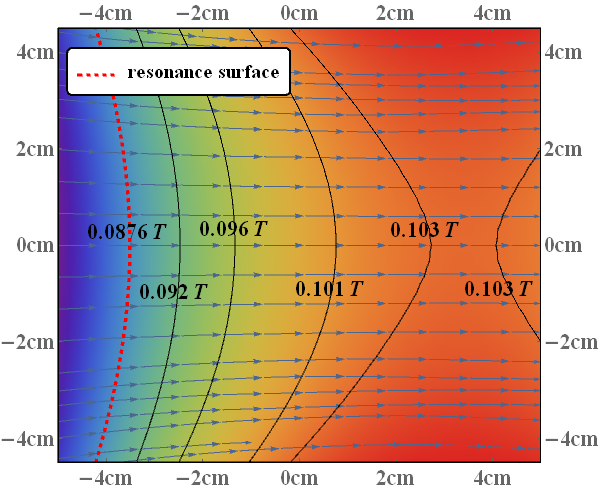 −4cm −2cm 0cm 2cm 4cm
4cm 4cm
resonance surface
2cm 2cm
0.0876 T 0.096 T 0.103 T
0cm 0cm
0.092 T 0.101 T 0.103 T
−2cm −2cm
−4cm −4cm
−4cm −2cm 0cm 2cm 4cm